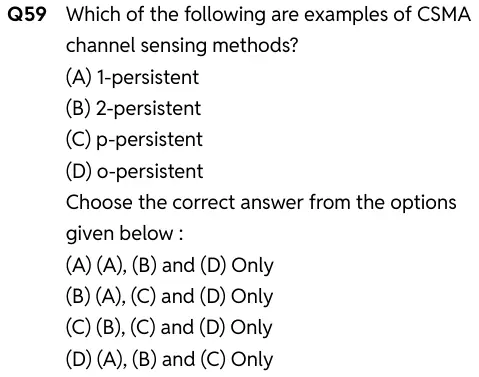 Q59 Which of the following are examples of CSMA
channel sensing methods?
(A) 1-persistent
(B) 2-persistent
(C) p-persistent
(D) o-persistent
Choose the correct answer from the options
given below :
(A) (A), (B) and (D) Only
(B) (A), (C) and (D) Only
(C) (B), (C) and (D) Only
(D) (A), (B) and (C) Only